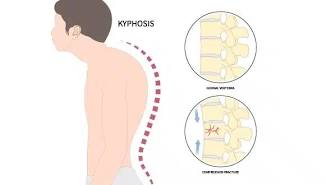 KYPHOSIS
NORMAL VERTEBRA
COMPRESSION FRACTURE